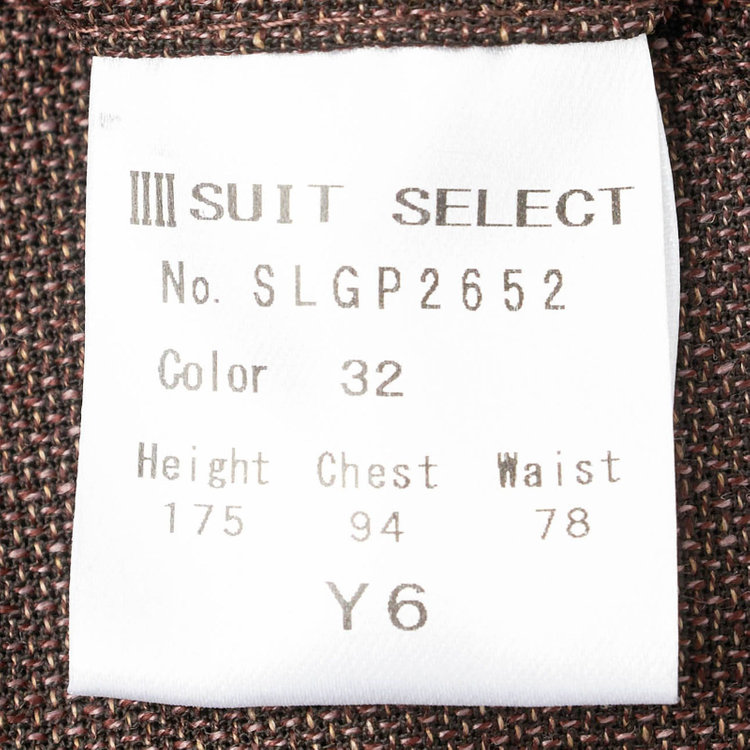 SUIT SELECT
No. SLGP2652
Color 32
Height Chest Waist
175 94 78
Y6